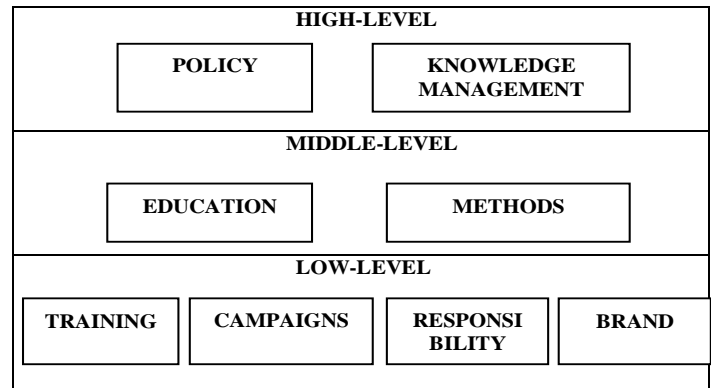 HIGH-LEVEL
POLICY
KNOWLEDGE
MANAGEMENT
MIDDLE-LEVEL
EDUCATION
METHODS
LOW-LEVEL
TRAINING
CAMPAIGNS
RESPONSI
BILITY
BRAND